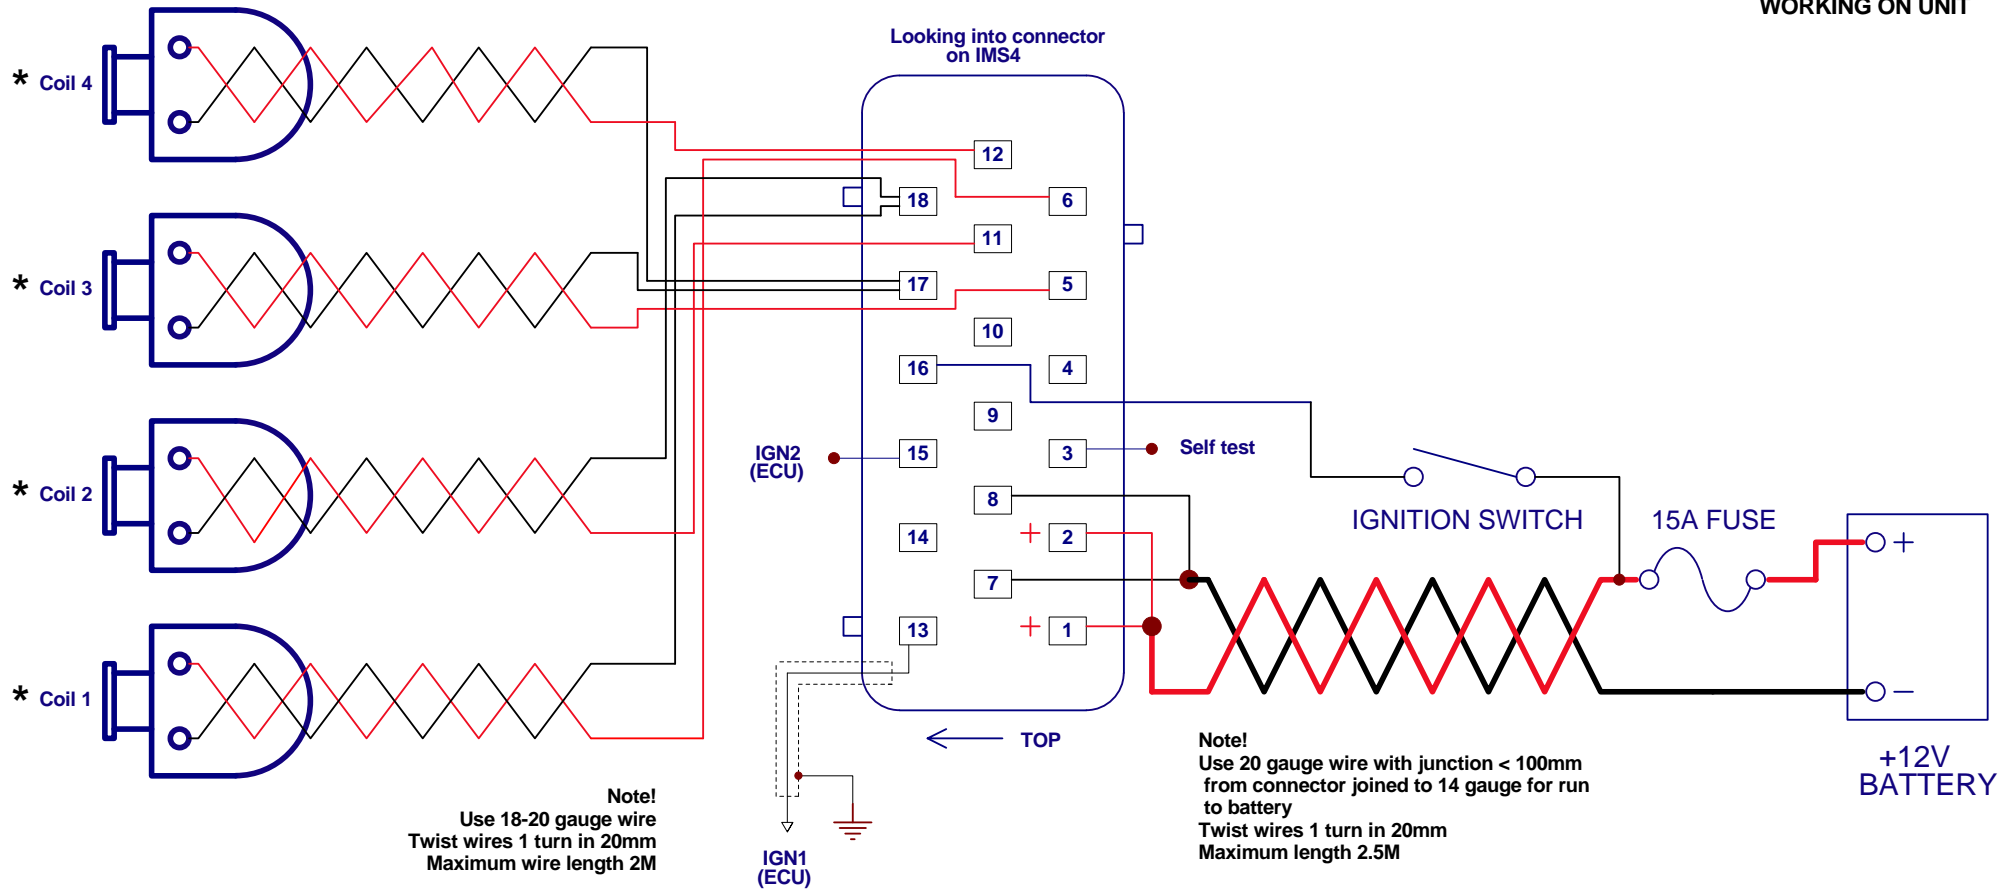 WORKING ON UNIT
Looking into connector
on IMS4
* Coil 4
12
18
6
11
* Coil 3
17
5
10
16
4
9
IGN2
(ECU)
15
3
Self test
* Coil 2
8
IGNITION SWITCH
15A FUSE
14
+ 2
+
7
13
+ 1
* Coil 1
−
TOP
+12V
BATTERY
Note!
Use 20 gauge wire with junction < 100mm
from connector joined to 14 gauge for run
to battery
Twist wires 1 turn in 20mm
Maximum length 2.5M
Note!
Use 18-20 gauge wire
Twist wires 1 turn in 20mm
Maximum wire length 2M
IGN1
(ECU)